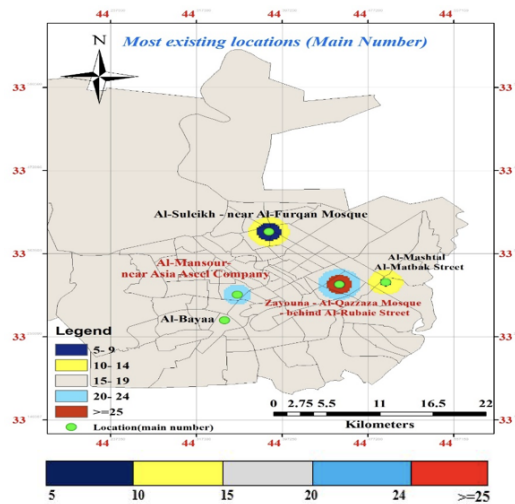 44 44 44
N
Most existing locations (Main Number)
33 33
33 33
33 33
33 33
33 33
Al-Suleikh - near Al-Furqan Mosque
Al-Mashtal
Al-Matbak Street
Al-Mansour-
near Asia Ascel Company
Zayouna - Al-Qazzaza Mosque
- behind Al-Rubaie Street
Al-Bayaa
Legend
5- 9
10- 14
15- 19
20- 24
>=25
Location(main number)
0 2.75 5.5 11 16.5 22
Kilometers
44 44 44
5 10 15 20 24 >=25